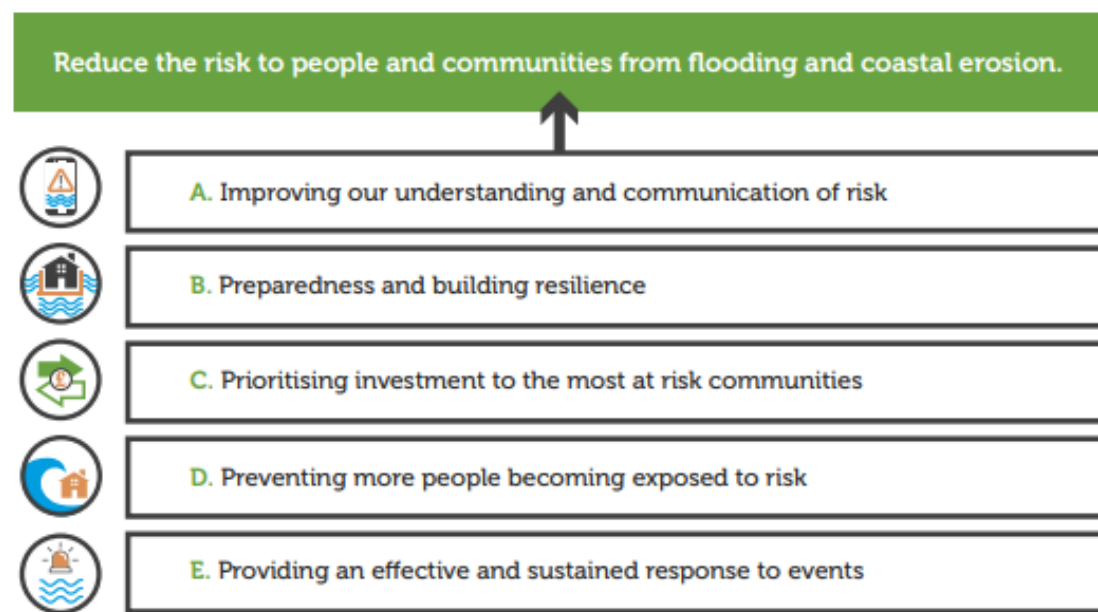 Reduce the risk to people and communities from flooding and coastal erosion.
A. Improving our understanding and communication of risk
B. Preparedness and building resilience
£
C. Prioritising investment to the most at risk communities
D. Preventing more people becoming exposed to risk
E. Providing an effective and sustained response to events